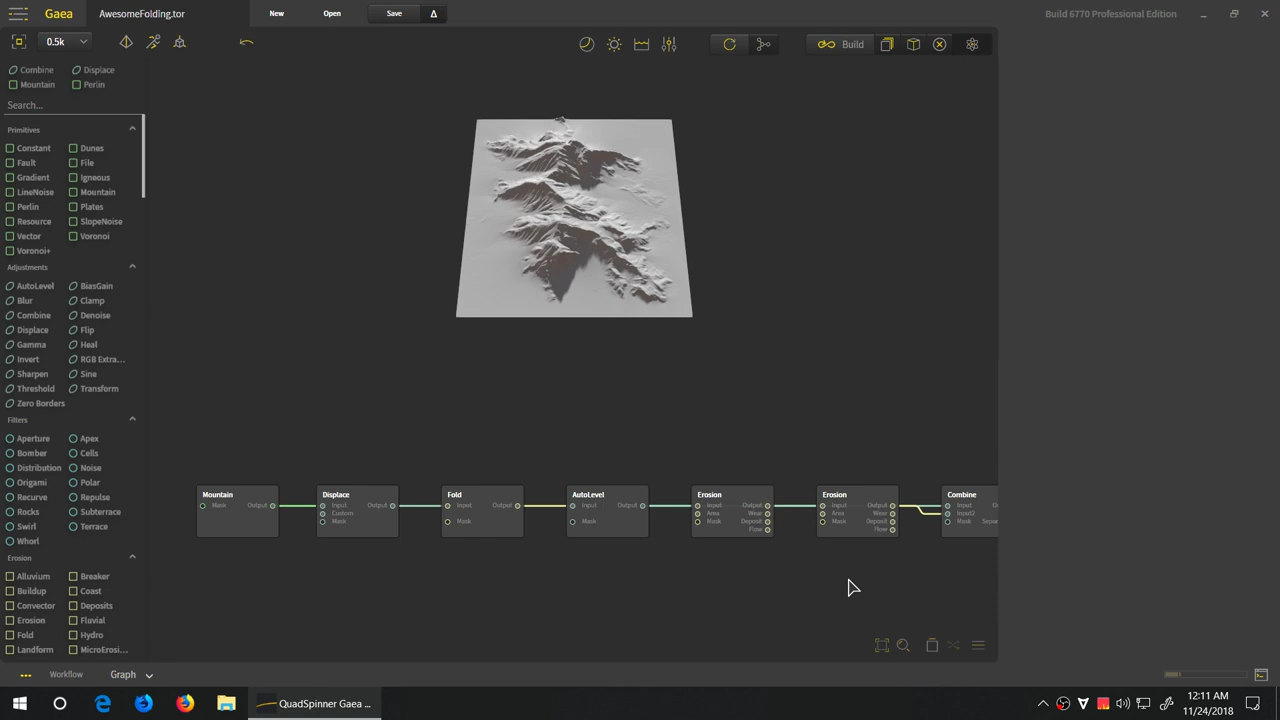 Gaea AwesomeFolding.tor New Open Save Build 6770 Professional Edition
0.5k Build
Combine Displace
Mountain Perlin
Search...
Primitives
Constant Dunes
Fault File
Gradient Igneous
LineNoise Mountain
Perlin Plates
Resource SlopeNoise
Vector Voronoi
Voronoi+
Adjustments
AutoLevel BiasGain
Blur Clamp
Combine Denoise
Displace Flip
Gamma Heal
Invert RGB Extra...
Sharpen Sine
Threshold Transform
Zero Borders
Filters
Aperture Apex
Bomber Cells
Distribution Noise
Origami Polar
Recurve Repulse
Rocks Subterrace
Swirl Terrace
Whorl
Erosion
Alluvium Breaker
Buildup Coast
Convector Deposits
Erosion Fluvial
Fold Hydro
Landform MicroErosi...
Mountain
Mask Output
Displace
Input Output
Custom
Mask
Fold
Input Output
Mask
AutoLevel
Input Output
Mask
Erosion
Input Output
Area Wear
Mask Deposit
Flow
Erosion
Input Output
Area Wear
Mask Deposit
Flow
Combine
Input O
Input2
Mask Separ
Workflow Graph
QuadSpinner Gaea ...
12:11 AM
11/24/2018